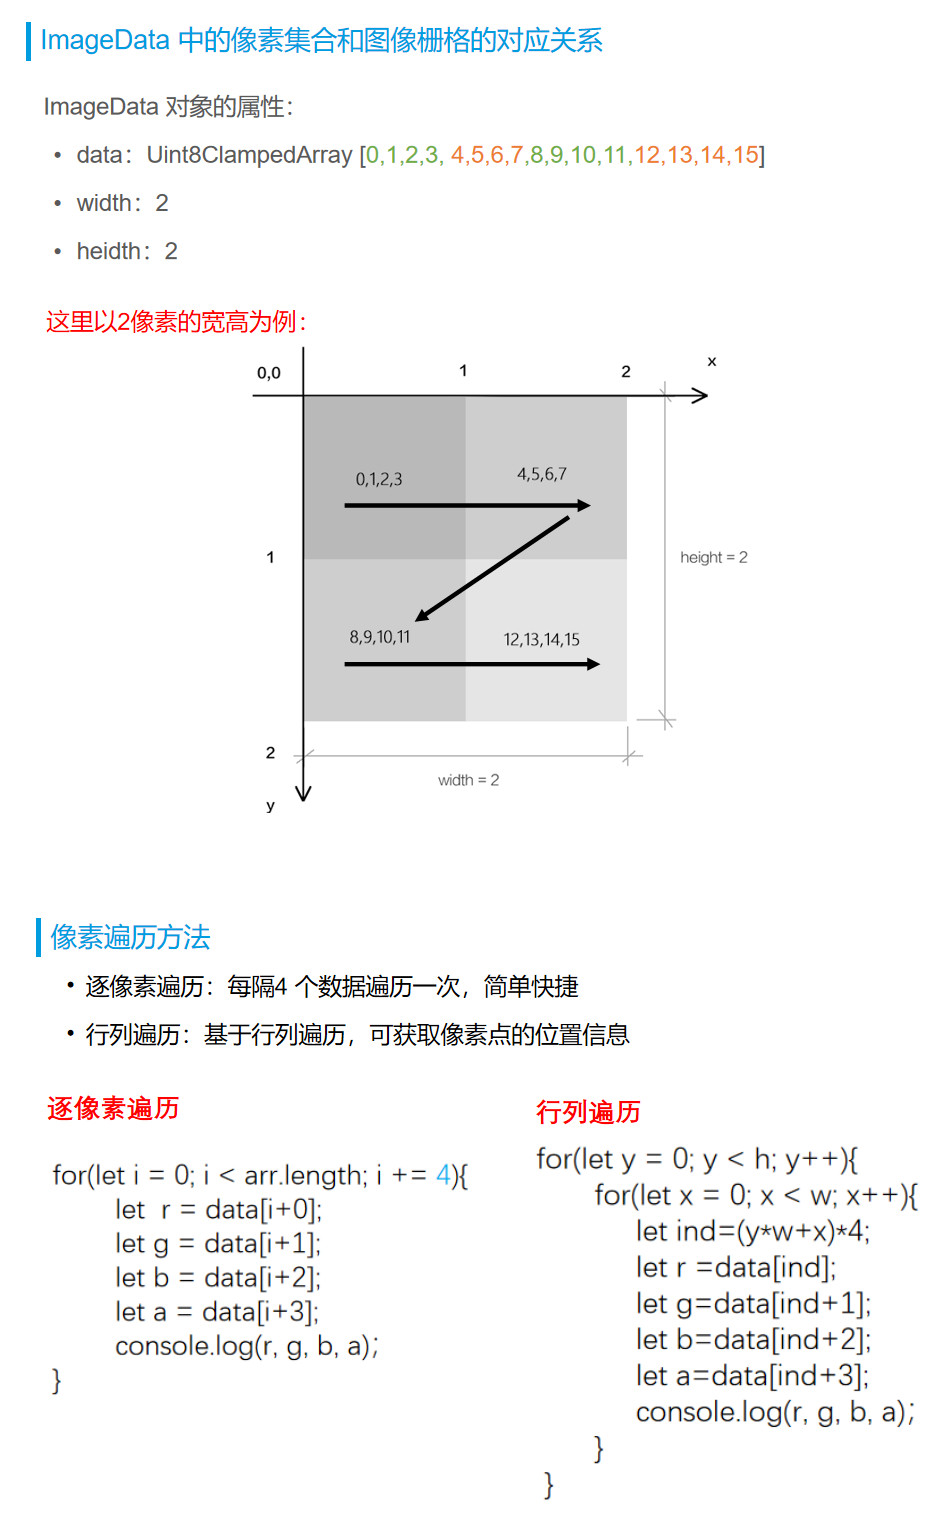 ImageData 中的像素集合和图像栅格的对应关系
ImageData 对象的属性：
• data：Uint8ClampedArray [0,1,2,3, 4,5,6,7,8,9,10,11,12,13,14,15]
• width：2
• heidth：2
这里以2像素的宽高为例：
0,0 1 2 x
0,1,2,3 4,5,6,7
1 height = 2
8,9,10,11 12,13,14,15
2
width = 2
y
像素遍历方法
• 逐像素遍历：每隔4 个数据遍历一次，简单快捷
• 行列遍历：基于行列遍历，可获取像素点的位置信息
逐像素遍历
for(let i = 0; i < arr.length; i += 4){
let r = data[i+0];
let g = data[i+1];
let b = data[i+2];
let a = data[i+3];
console.log(r, g, b, a);
}
行列遍历
for(let y = 0; y < h; y++){
for(let x = 0; x < w; x++){
let ind=(y*w+x)*4;
let r =data[ind];
let g=data[ind+1];
let b=data[ind+2];
let a=data[ind+3];
console.log(r, g, b, a);
}
}